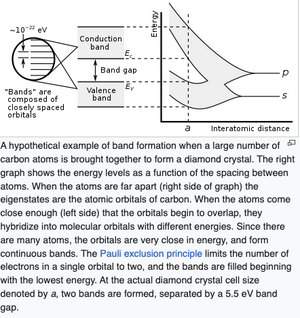 ~10⁻²² eV
Conduction
band
E_c
Band gap
E_v
Valence
band
"Bands" are
composed of
closely spaced
orbitals
Energy
p
s
a
Interatomic distance
A hypothetical example of band formation when a large number of
carbon atoms is brought together to form a diamond crystal. The right
graph shows the energy levels as a function of the spacing between
atoms. When the atoms are far apart (right side of graph) the
eigenstates are the atomic orbitals of carbon. When the atoms come
close enough (left side) that the orbitals begin to overlap, they
hybridize into molecular orbitals with different energies. Since there
are many atoms, the orbitals are very close in energy, and form
continuous bands. The Pauli exclusion principle limits the number of
electrons in a single orbital to two, and the bands are filled beginning
with the lowest energy. At the actual diamond crystal cell size
denoted by a, two bands are formed, separated by a 5.5 eV band
gap.